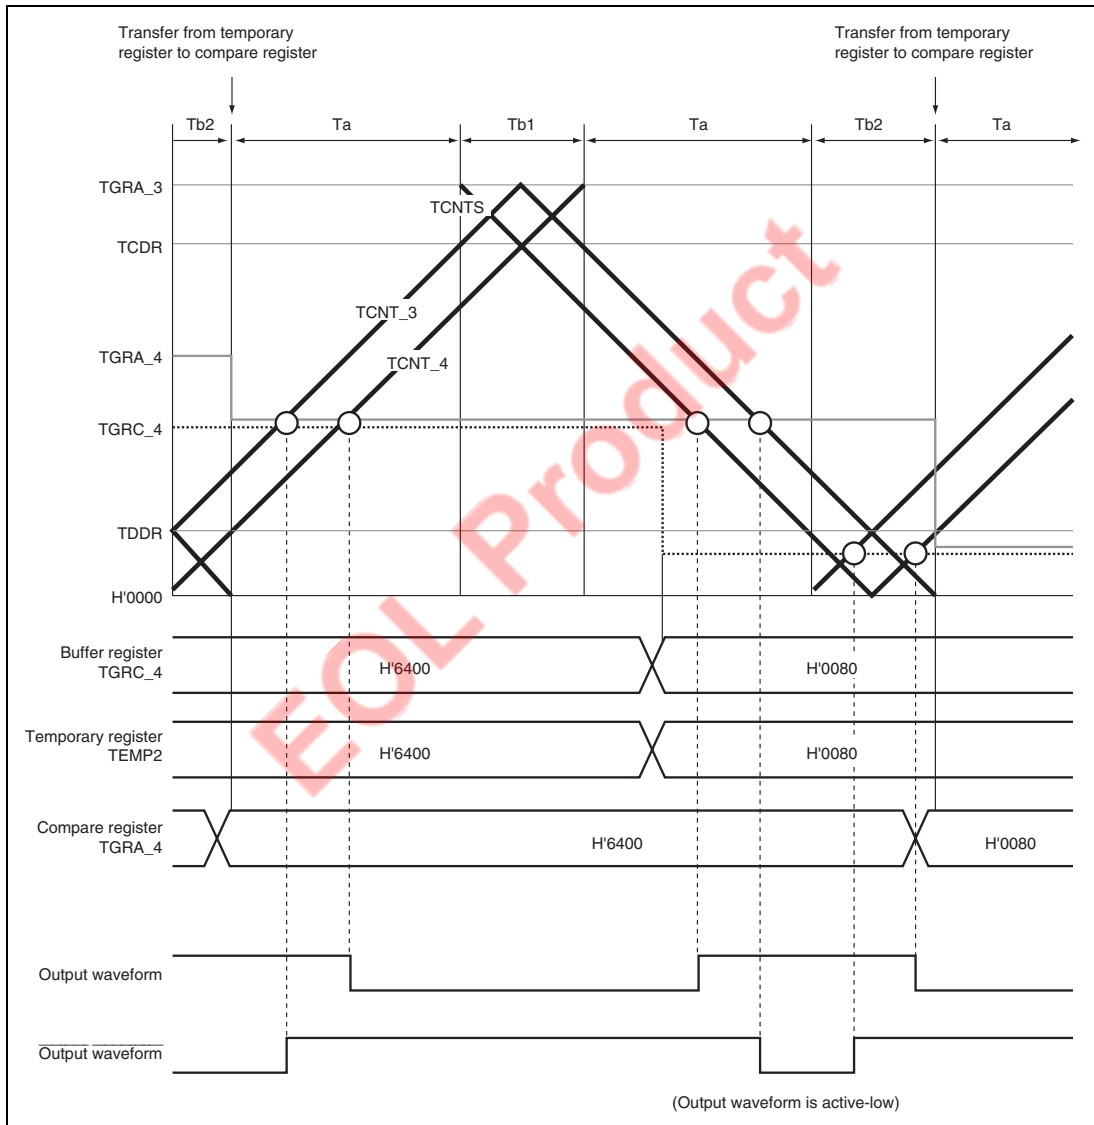 Transfer from temporary
register to compare register
Transfer from temporary
register to compare register
Tb2
Ta
Tb1
Ta
Tb2
Ta
TGRA_3
TCNTS
TCDR
TCNT_3
TGRA_4
TCNT_4
TGRC_4
TDDR
H'0000
Buffer register
TGRC_4
H'6400
H'0080
Temporary register
TEMP2
H'6400
H'0080
Compare register
TGRA_4
H'6400
H'0080
Output waveform
Output waveform
(Output waveform is active-low)
EOL Product